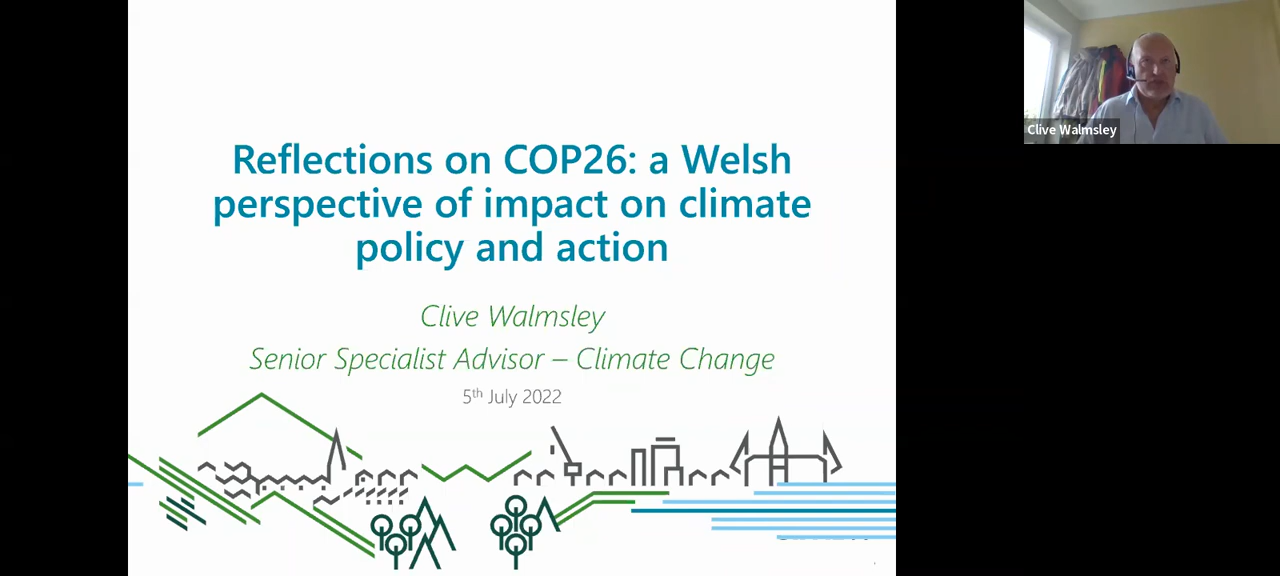 Reflections on COP26: a Welsh
perspective of impact on climate
policy and action
Clive Walmsley
Senior Specialist Advisor – Climate Change
5th July 2022
Clive Walmsley